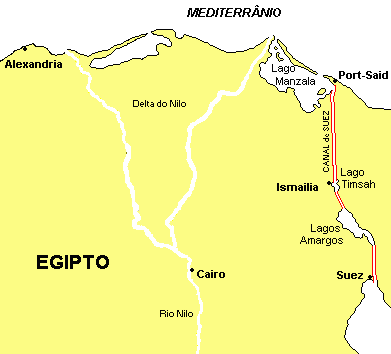 MEDITERRÂNIO
Alexandria
Lago
Manzala
Port-Said
Delta do Nilo
CANAL de SUEZ
Lago
Timsah
Ismailia
Lagos
Amargos
EGIPTO
Cairo
Suez
Rio Nilo